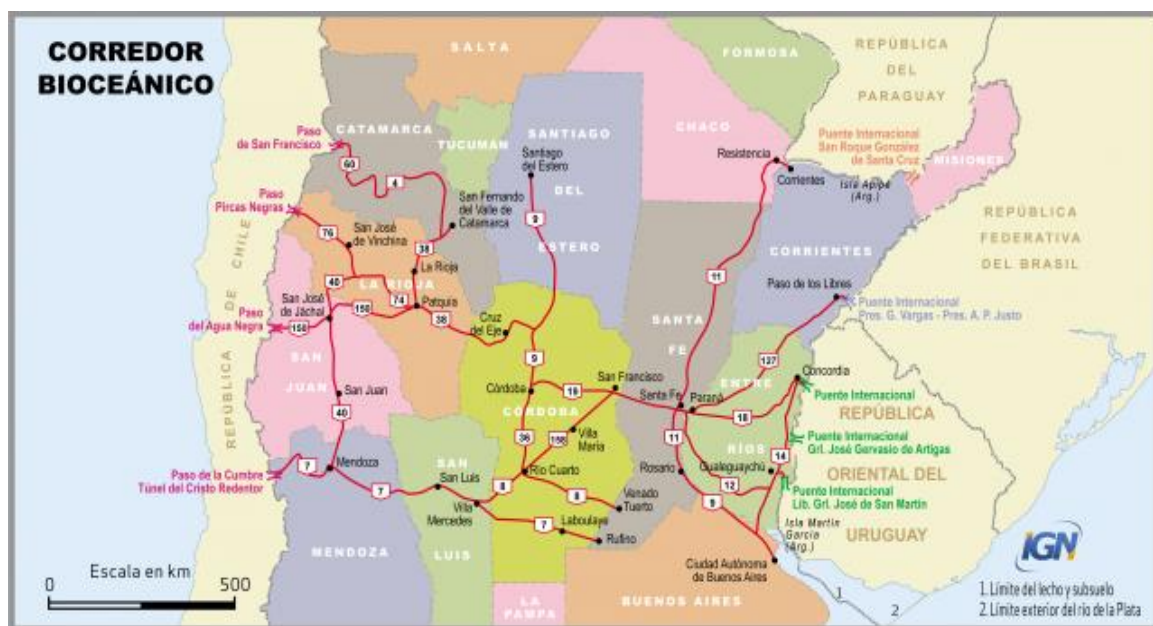 CORREDOR
BIOCEÁNICO
SALTA
FORMOSA
REPÚBLICA
DEL
PARAGUAY
CATAMARCA
TUCUMÁN
SANTIAGO
DEL
ESTERO
CHACO
MISIONES
Paso
de San Francisco
60
4
Santiago
del Estero
9
Resistencia
Corrientes
Puente Internacional
San Roque González
de Santa Cruz
Isla Apipé
(Arg.)
Paso
Pircas Negras
76
San José
de Vinchina
San Fernando
del Valle de
Catamarca
38
La Rioja
LA RIOJA
40
74
150
Patquía
38
CORRIENTES
REPÚBLICA
FEDERATIVA
DEL BRASIL
11
Paso de los Libres
Puente Internacional
Pres. G. Vargas - Pres. A. P. Justo
REPÚBLICA DE CHILE
San José
de Jáchal
Paso
del Agua Negra
150
SAN
JUAN
Cruz
del Eje
9
SANTA
FE
127
ENTRE
RÍOS
Concordia
Puente Internacional
San Juan
40
Córdoba
CÓRDOBA
19
San Francisco
Santa Fe
Paraná
18
REPÚBLICA
ORIENTAL DEL
URUGUAY
36
158
Villa
María
11
14
Puente Internacional
Grl. José Gervasio de Artigas
Paso de la Cumbre
Túnel del Cristo Redentor
7
Mendoza
7
SAN
LUIS
San Luis
8
Río Cuarto
Rosario
Gualeguaychú
12
Puente Internacional
Lib. Grl. José de San Martín
Villa
Mercedes
8
Venado
Tuerto
9
7
Laboulaye
Rufino
Isla Martín
García
(Arg.)
MENDOZA
LA
PAMPA
BUENOS AIRES
Ciudad Autónoma
de Buenos Aires
1
2
IGN
Escala en km
0
500
1. Límite del lecho y subsuelo
2. Límite exterior del río de la Plata